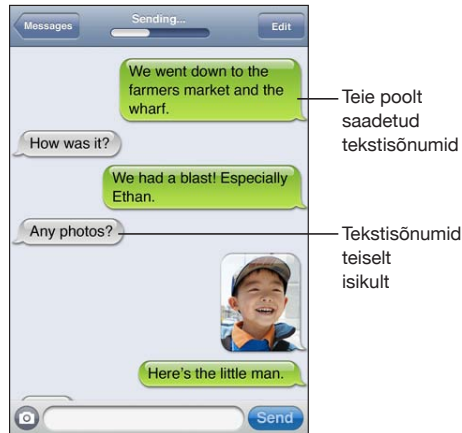 Messages
Sending...
Edit
We went down to the
farmers market and the
wharf.
Teie poolt
saadetud
tekstisõnumid
How was it?
We had a blast! Especially
Ethan.
Any photos?
Tekstisõnumid
teiselt
isikult
Here's the little man.
Send